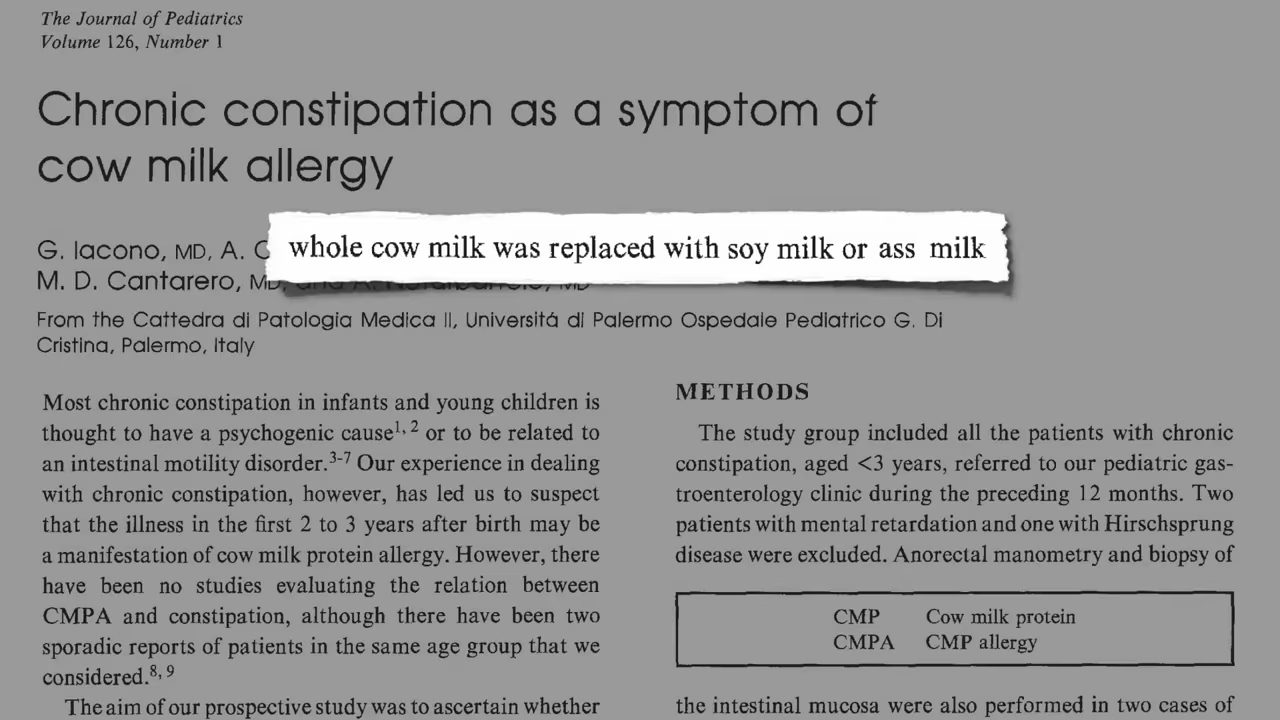 The Journal of Pediatrics
Volume 126, Number 1
Chronic constipation as a symptom of
cow milk allergy
whole cow milk was replaced with soy milk or ass milk
G. Iacono, MD, A. C
M. D. Cantarero, MD, and A.
From the Cattedra di Patologia Medica II, Universitá di Palermo Ospedale Pediatrico G. Di
Cristina, Palermo, Italy
Most chronic constipation in infants and young children is
thought to have a psychogenic cause1, 2 or to be related to
an intestinal motility disorder.3-7 Our experience in dealing
with chronic constipation, however, has led us to suspect
that the illness in the first 2 to 3 years after birth may be
a manifestation of cow milk protein allergy. However, there
have been no studies evaluating the relation between
CMPA and constipation, although there have been two
sporadic reports of patients in the same age group that we
considered.8, 9
The aim of our prospective study was to ascertain whether
METHODS
The study group included all the patients with chronic
constipation, aged <3 years, referred to our pediatric gas-
troenterology clinic during the preceding 12 months. Two
patients with mental retardation and one with Hirschsprung
disease were excluded. Anorectal manometry and biopsy of
CMP Cow milk protein
CMPA CMP allergy
the intestinal mucosa were also performed in two cases of